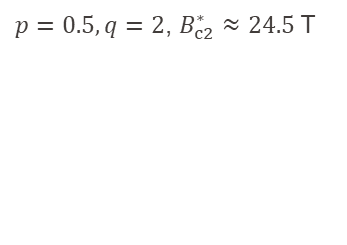 p = 0.5, q = 2, B*c2 ≈ 24.5 T